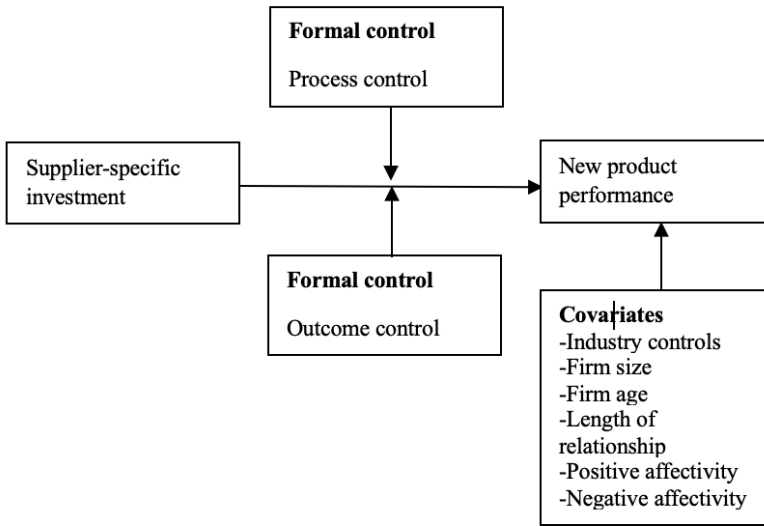 Formal control
Process control
Supplier-specific
investment
New product
performance
Formal control
Outcome control
Covariates
-Industry controls
-Firm size
-Firm age
-Length of
relationship
-Positive affectivity
-Negative affectivity